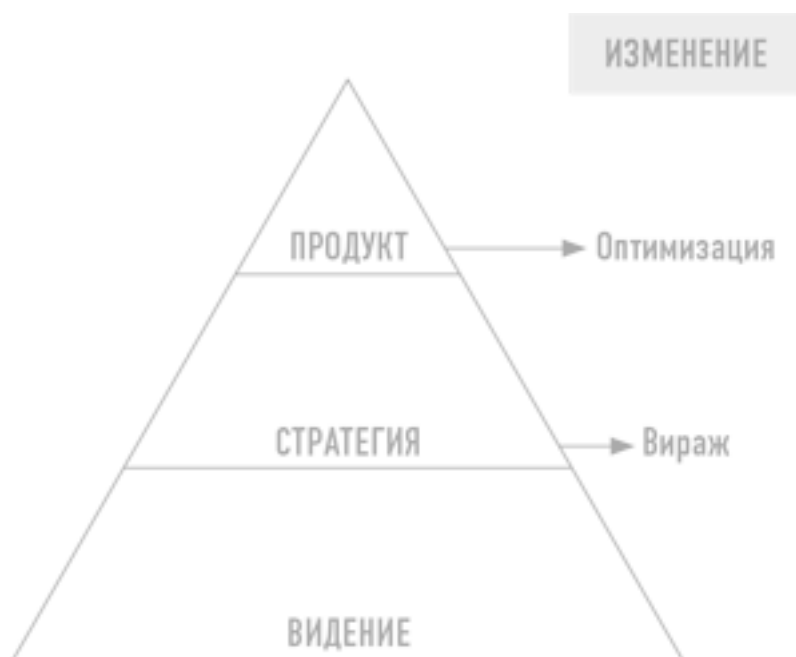 ИЗМЕНЕНИЕ
ПРОДУКТ
Оптимизация
СТРАТЕГИЯ
Вираж
ВИДЕНИЕ